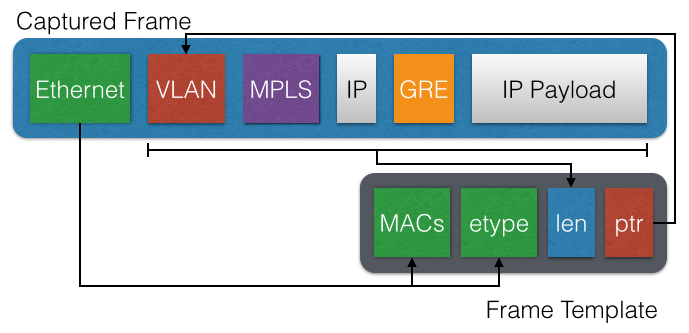 Captured Frame
Ethernet VLAN MPLS IP GRE IP Payload
MACs etype len ptr
Frame Template